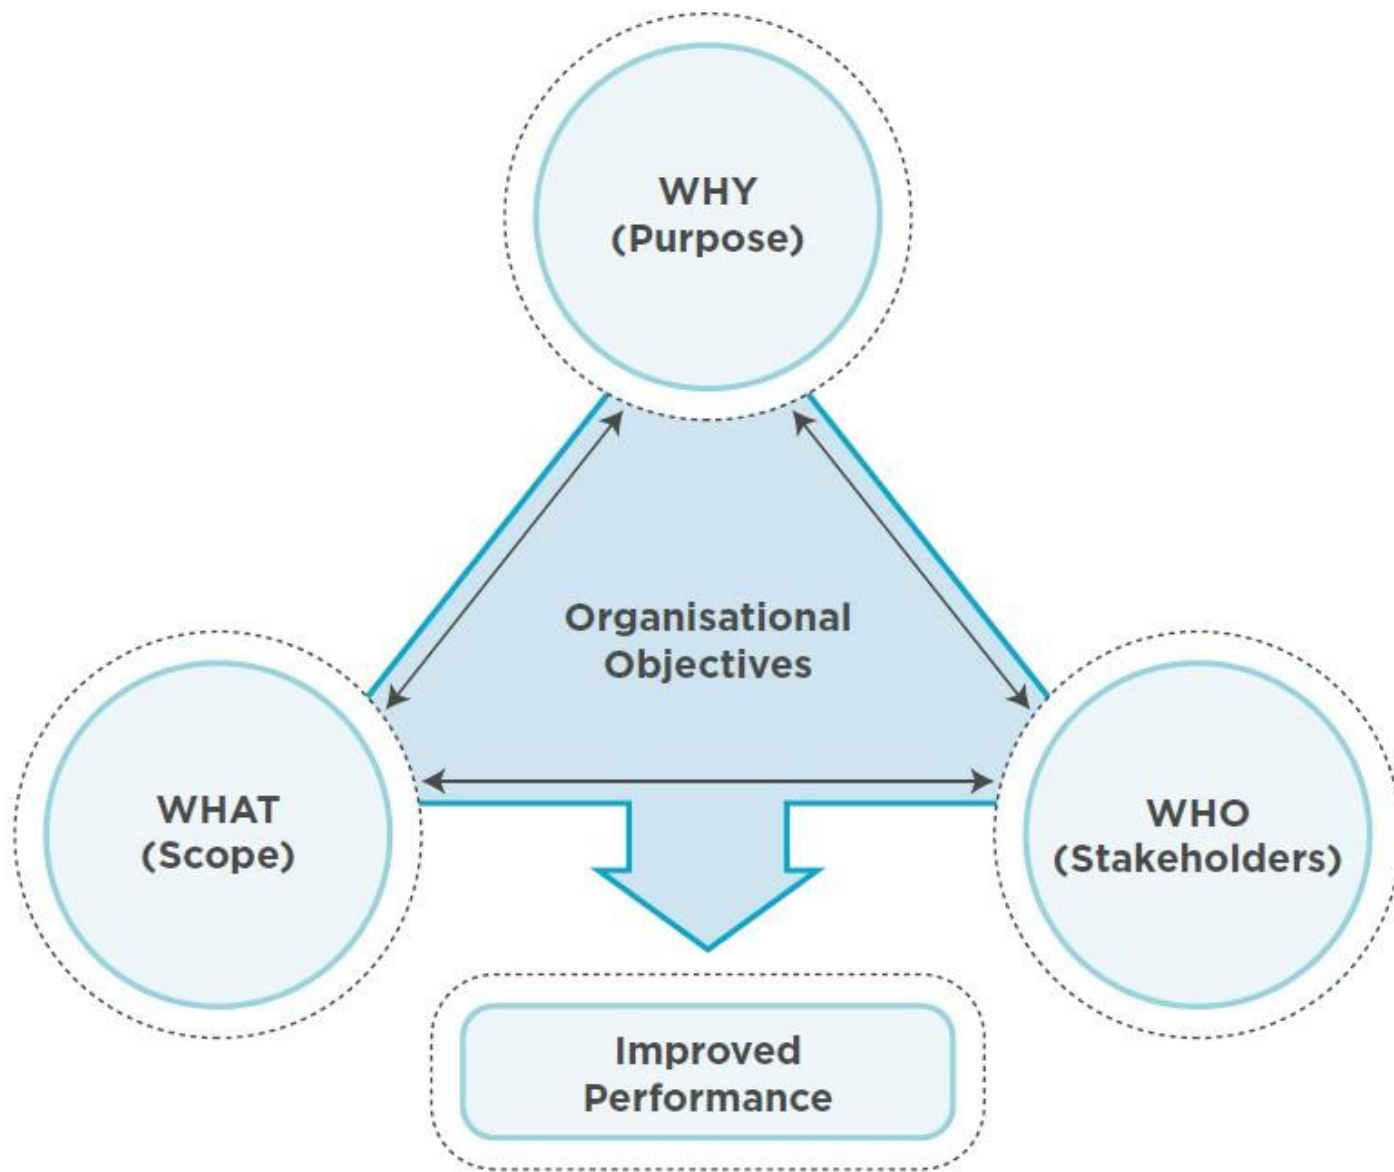 WHY
(Purpose)
Organisational
Objectives
WHAT
(Scope)
WHO
(Stakeholders)
Improved
Performance